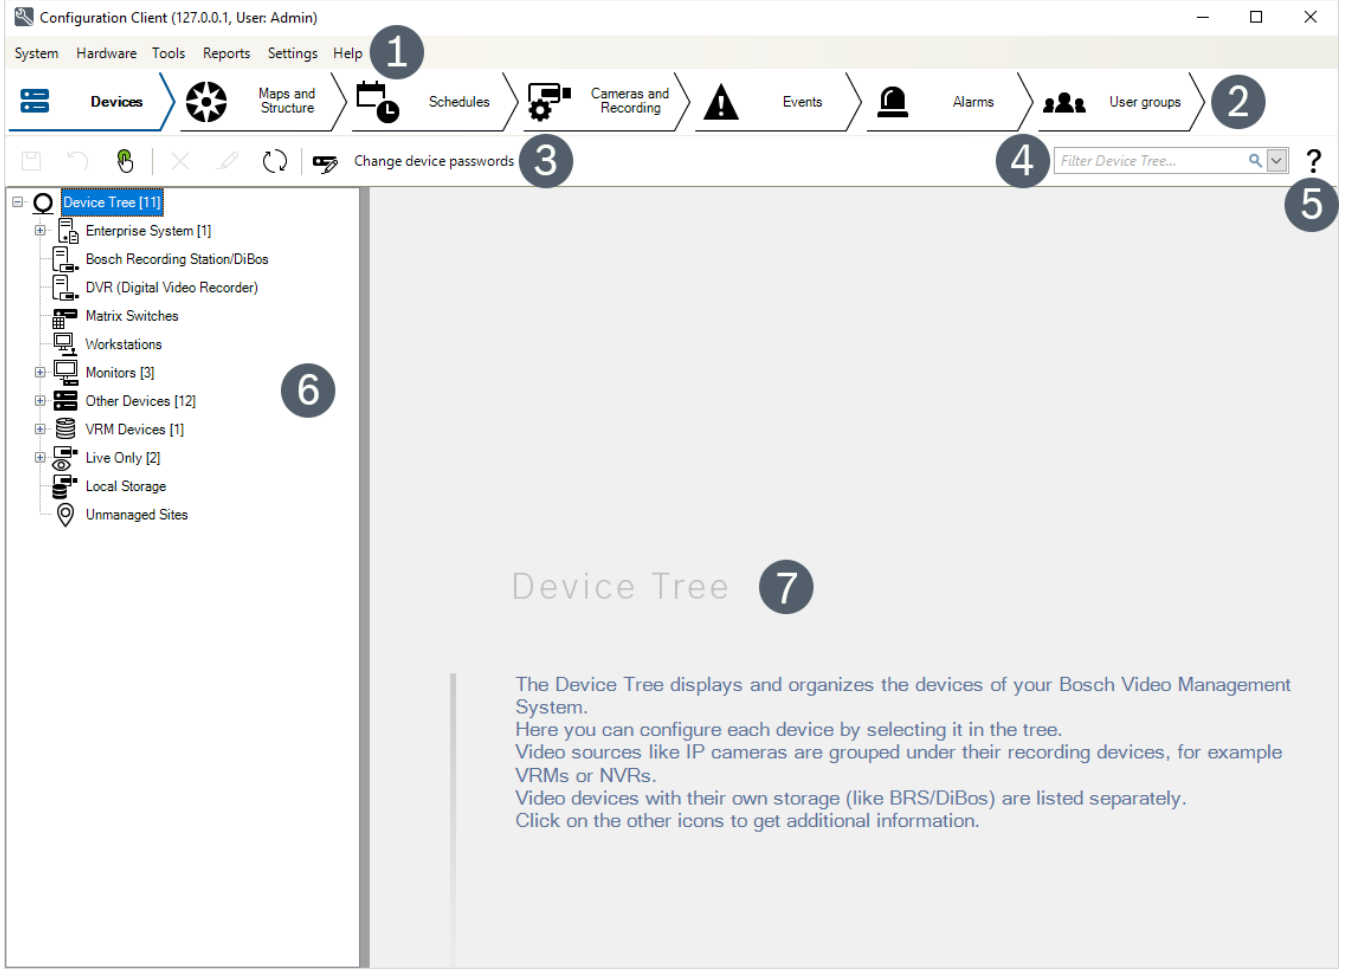 Configuration Client (127.0.0.1, User: Admin)
System Hardware Tools Reports Settings Help 1
Devices Maps and Structure Schedules Cameras and Recording Events Alarms User groups 2
Change device passwords 3 4 Filter Device Tree... ?
5
Device Tree [11]
Enterprise System [1]
Bosch Recording Station/DiBos
DVR (Digital Video Recorder)
Matrix Switches
Workstations
Monitors [3]
6
Other Devices [12]
VRM Devices [1]
Live Only [2]
Local Storage
Unmanaged Sites
Device Tree 7
The Device Tree displays and organizes the devices of your Bosch Video Management
System.
Here you can configure each device by selecting it in the tree.
Video sources like IP cameras are grouped under their recording devices, for example
VRMs or NVRs.
Video devices with their own storage (like BRS/DiBos) are listed separately.
Click on the other icons to get additional information.